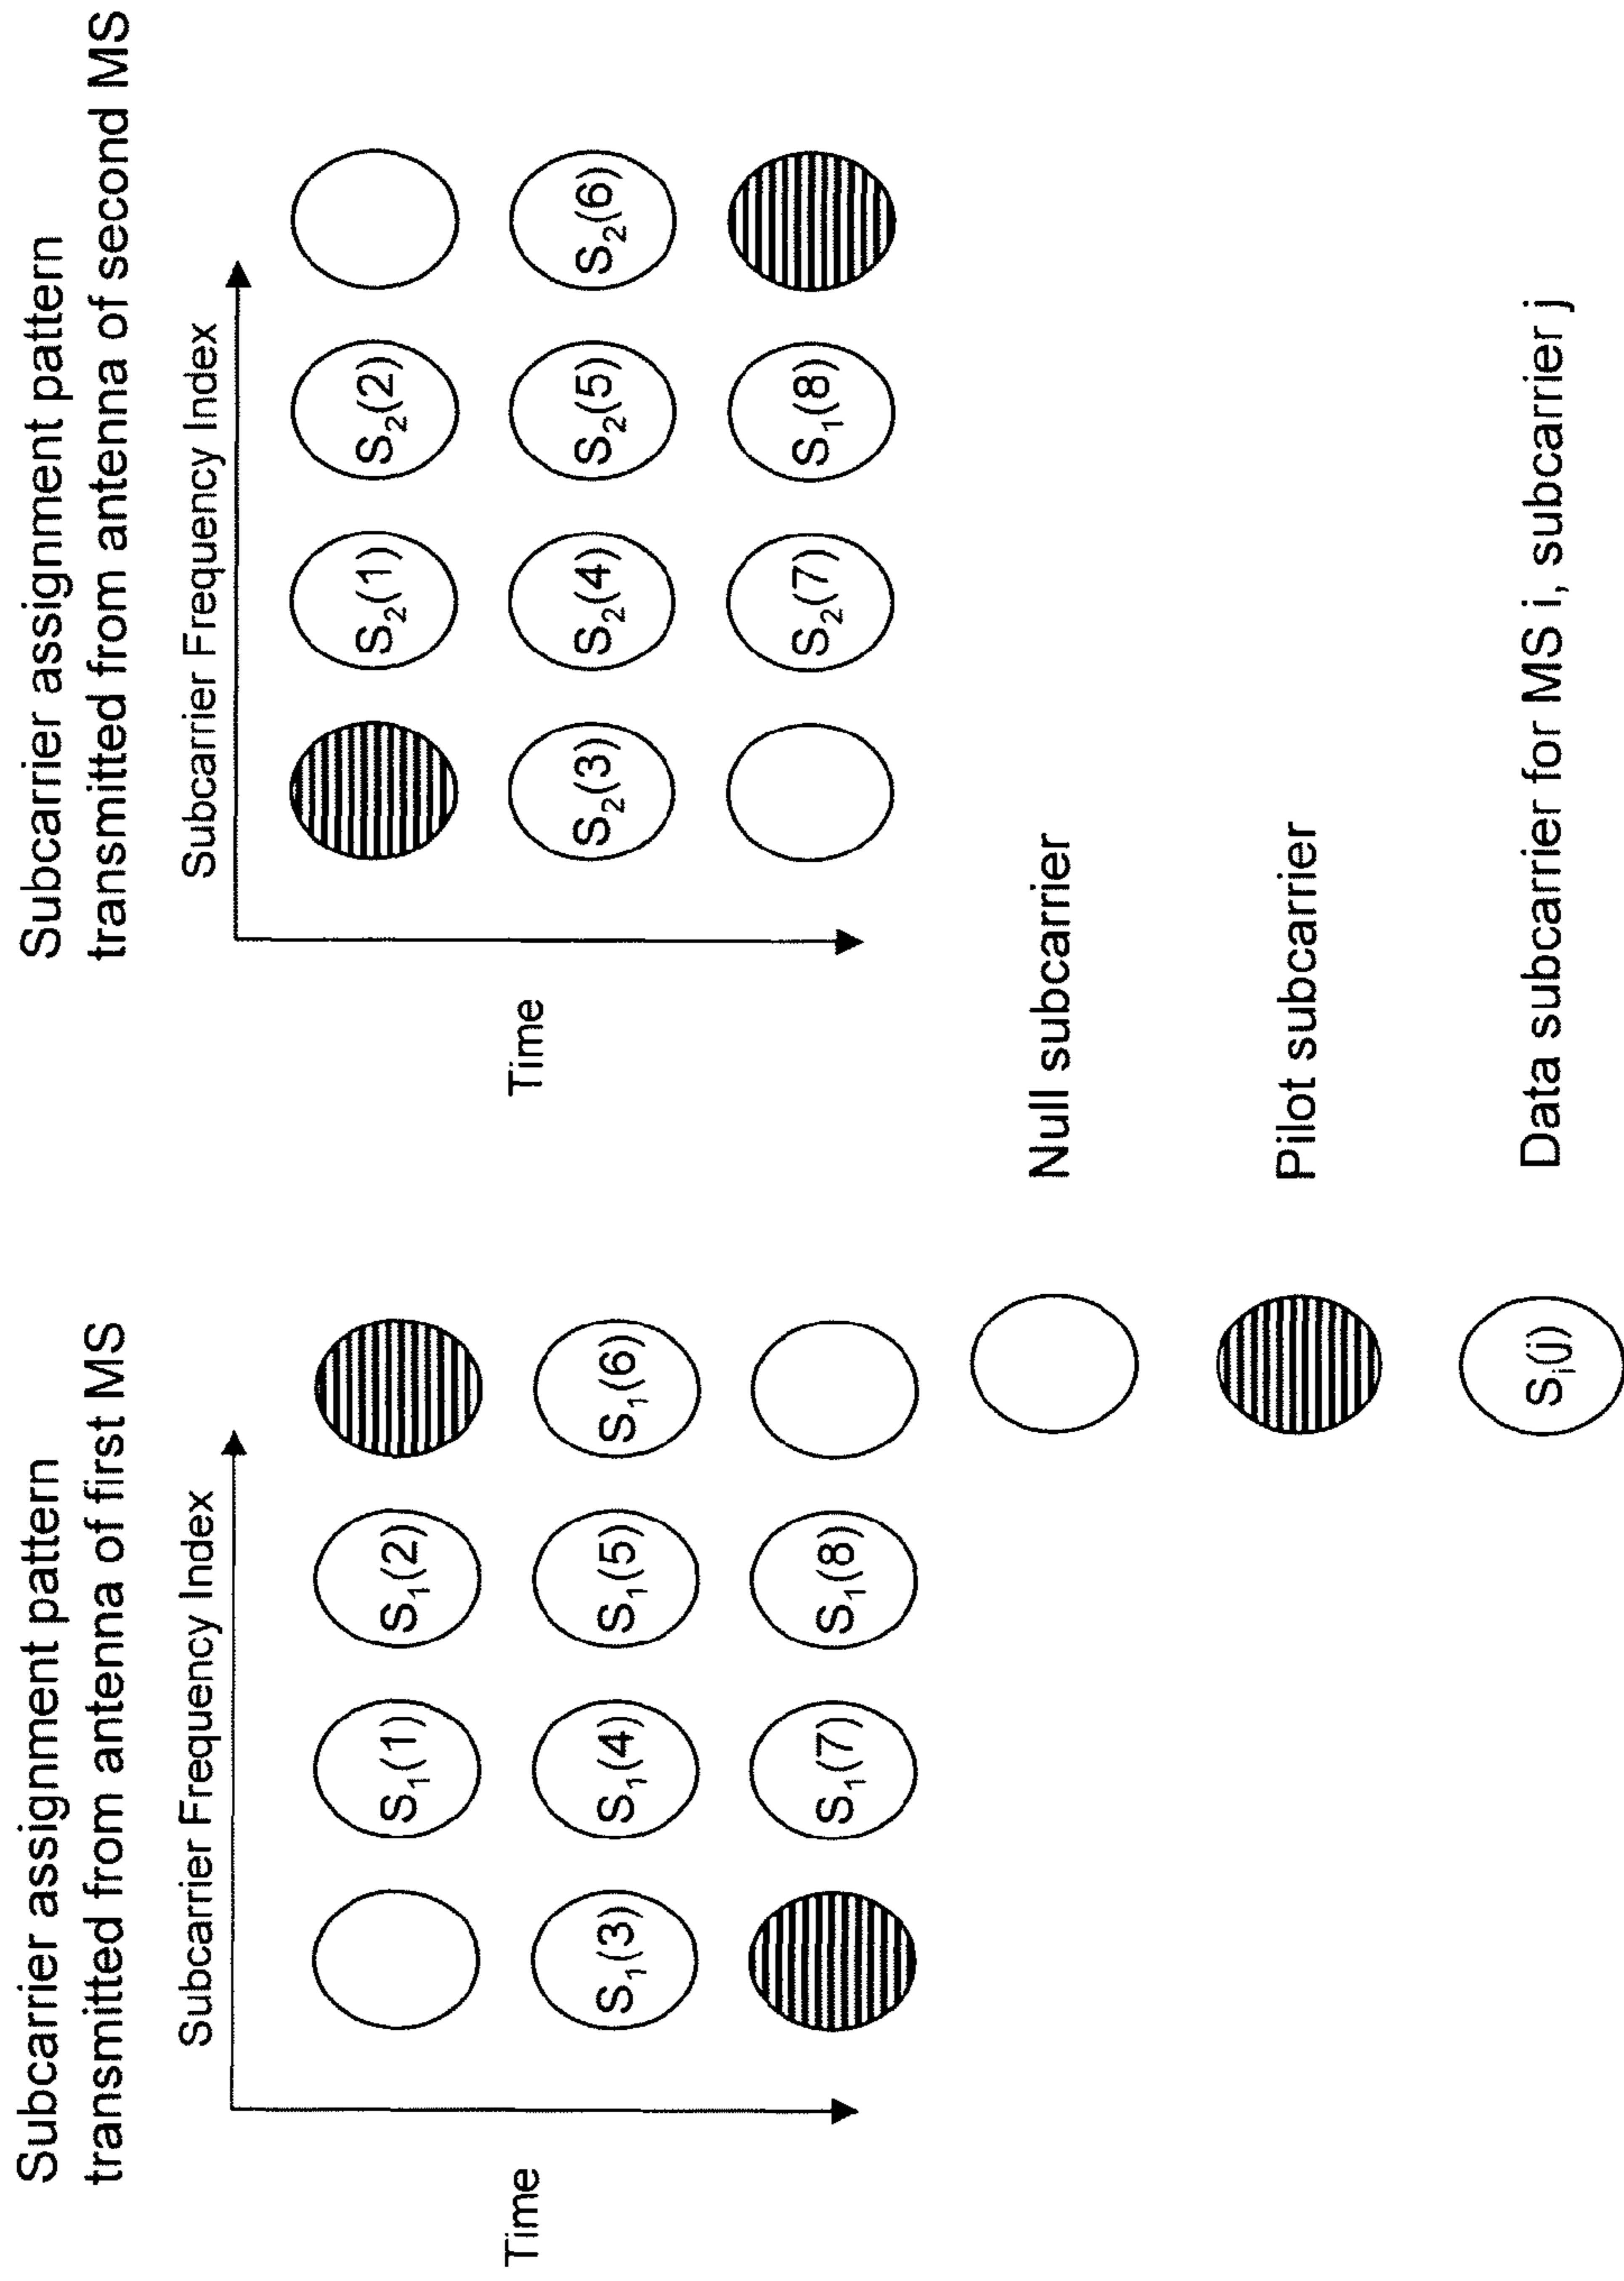 Subcarrier assignment pattern
transmitted from antenna of first MS
Subcarrier Frequency Index
Time
S₁(1) S₁(2)
S₁(3) S₁(4) S₁(5) S₁(6)
S₁(7) S₁(8)
Subcarrier assignment pattern
transmitted from antenna of second MS
Subcarrier Frequency Index
Time
S₂(1) S₂(2)
S₂(3) S₂(4) S₂(5) S₂(6)
S₂(7) S₁(8)
Null subcarrier
Pilot subcarrier
Sᵢ(j) Data subcarrier for MS i, subcarrier j